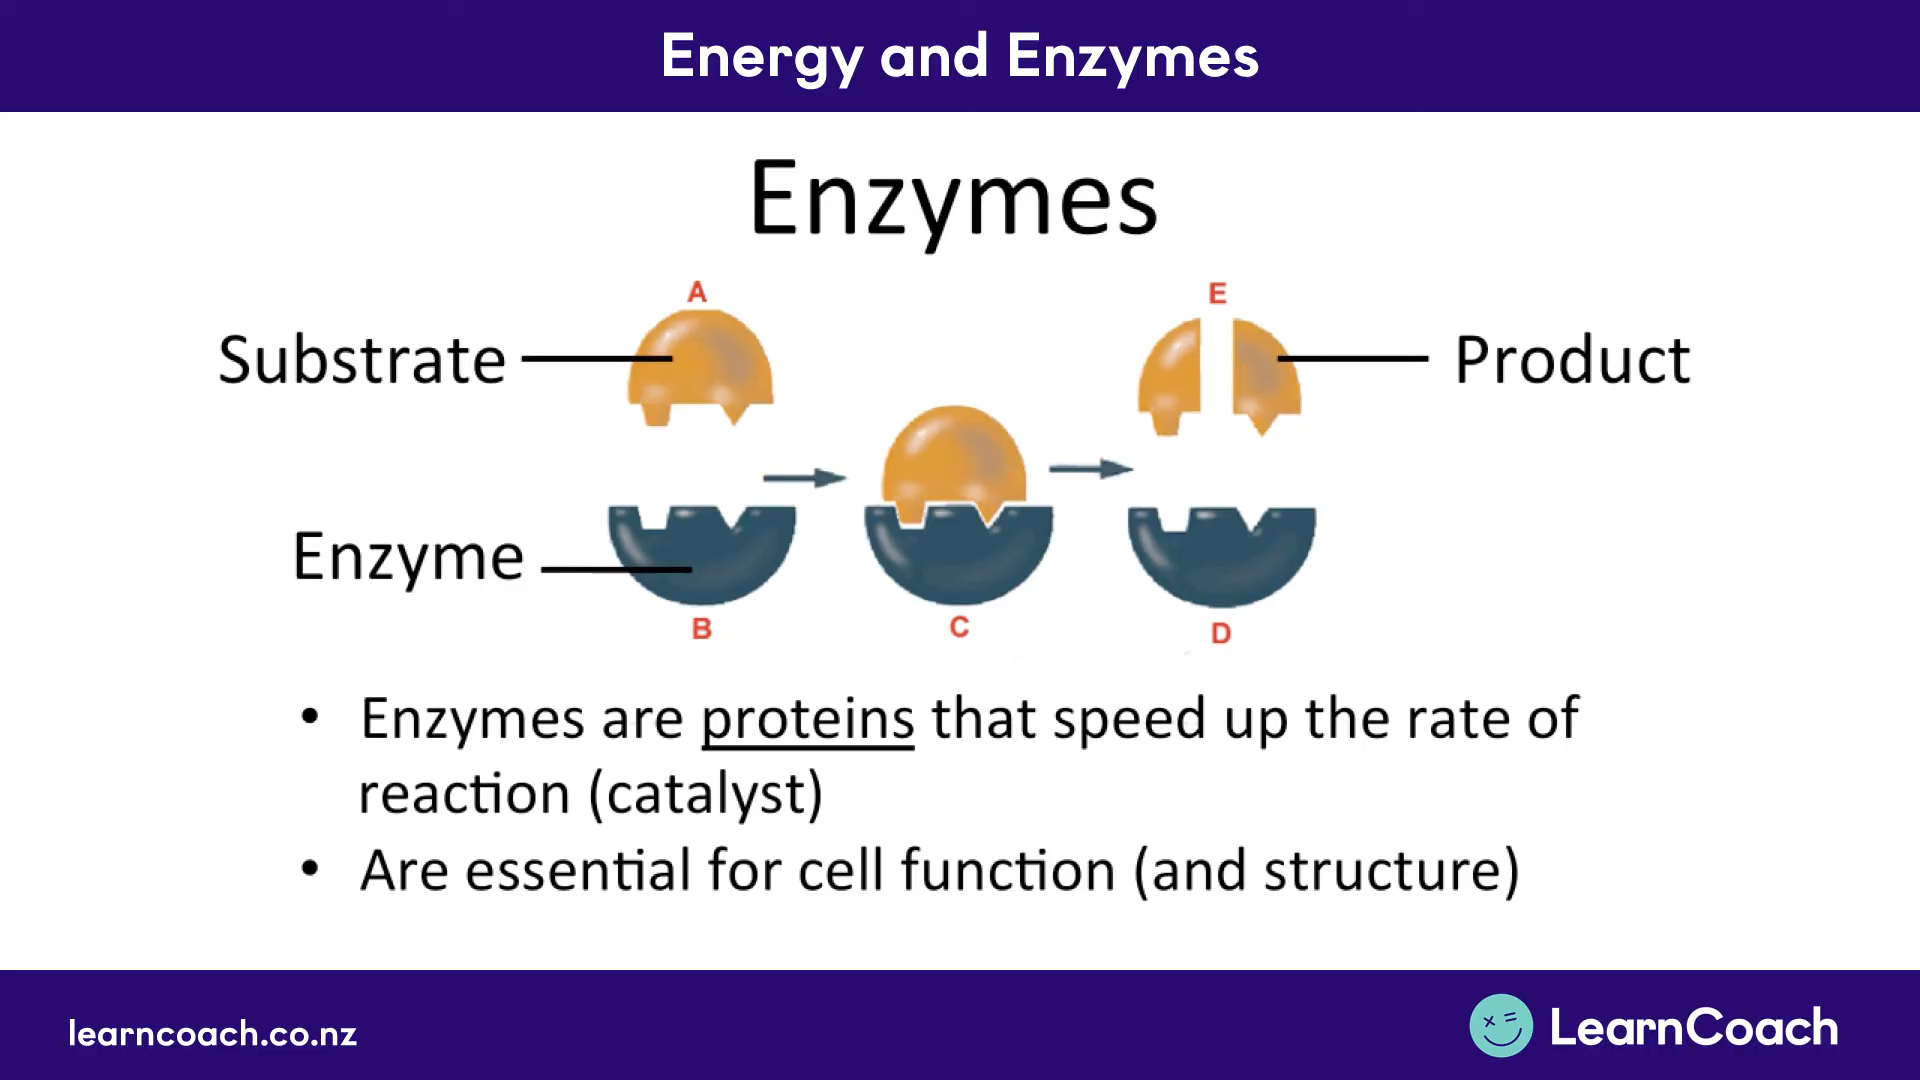 Energy and Enzymes
Enzymes
A
E
Substrate
Product
Enzyme
B
C
D
• Enzymes are proteins that speed up the rate of
reaction (catalyst)
• Are essential for cell function (and structure)
learncoach.co.nz
LearnCoach